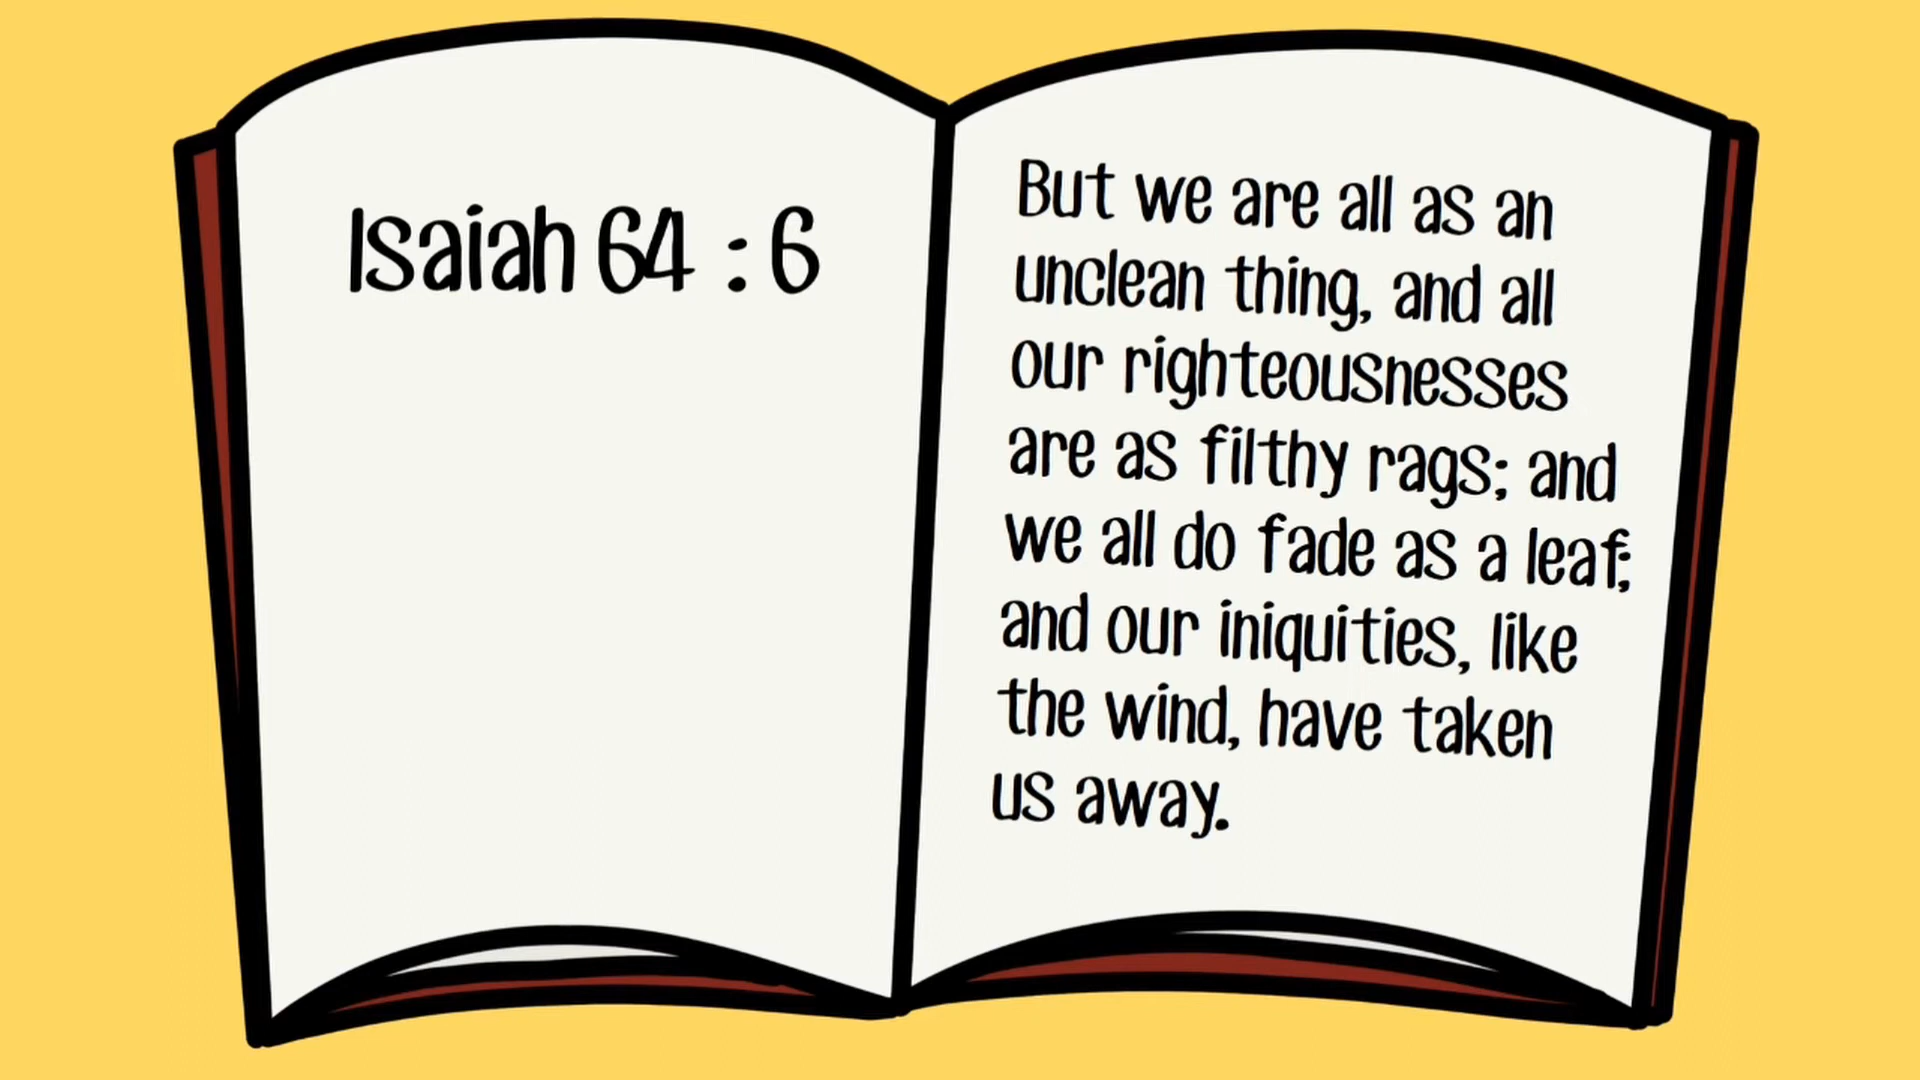 Isaiah 64 : 6
But we are all as an
unclean thing, and all
our righteousnesses
are as filthy rags; and
we all do fade as a leaf;
and our iniquities, like
the wind, have taken
us away.